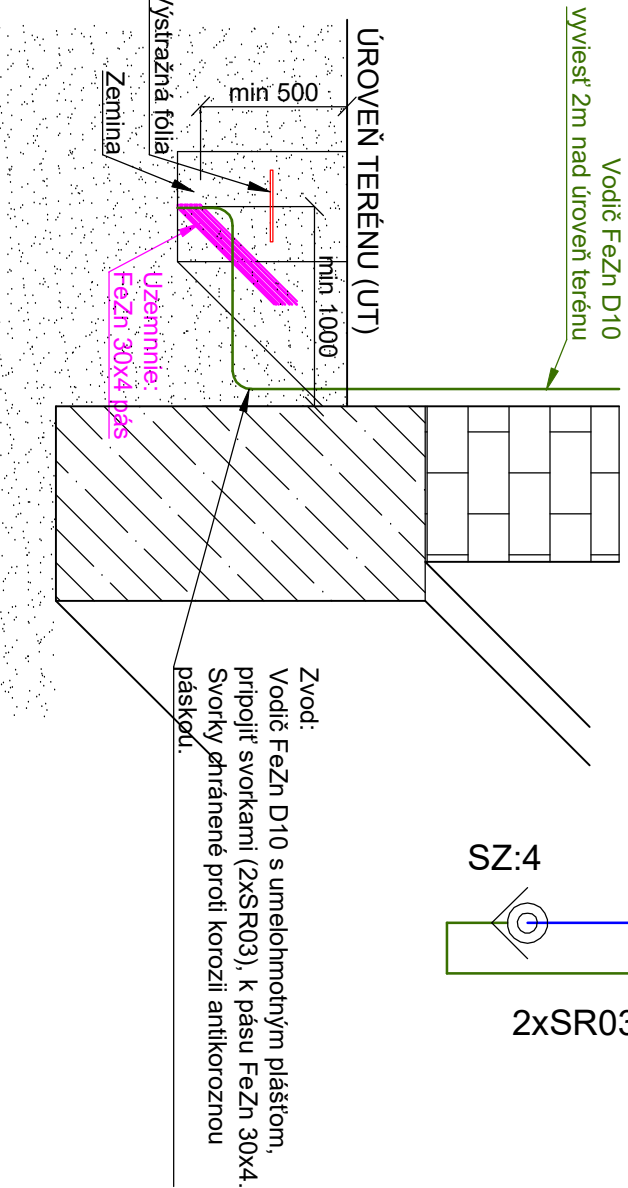 Vodič FeZn D10
vyviesť 2m nad úroveň terénu
ÚROVEŇ TERÉNU (UT)
min 500
min 1000
Výstražná fólia
Zemina
Uzemnnie:
FeZn 30x4 pás
Zvod:
Vodič FeZn D10 s umelohmotným plášťom,
pripojiť svorkami (2xSR03), k pásu FeZn 30x4.
Svorky chránené proti korozii antikoroznou
páskou.
SZ:4
2xSR03